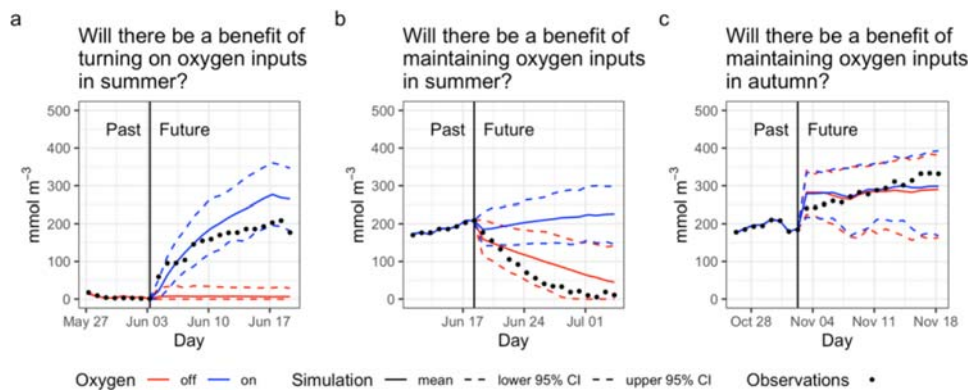 a
Will there be a benefit of
turning on oxygen inputs
in summer?
500
400
300
200
100
0
mmol m⁻³
Past
Future
May 27
Jun 03
Jun 10
Jun 17
Day
b
Will there be a benefit of
maintaining oxygen inputs
in summer?
500
400
300
200
100
0
mmol m⁻³
Past
Future
Jun 17
Jun 24
Jul 01
Day
c
Will there be a benefit of
maintaining oxygen inputs
in autumn?
500
400
300
200
100
0
mmol m⁻³
Past
Future
Oct 28
Nov 04
Nov 11
Nov 18
Day
Oxygen off on Simulation mean lower 95% CI upper 95% CI Observations